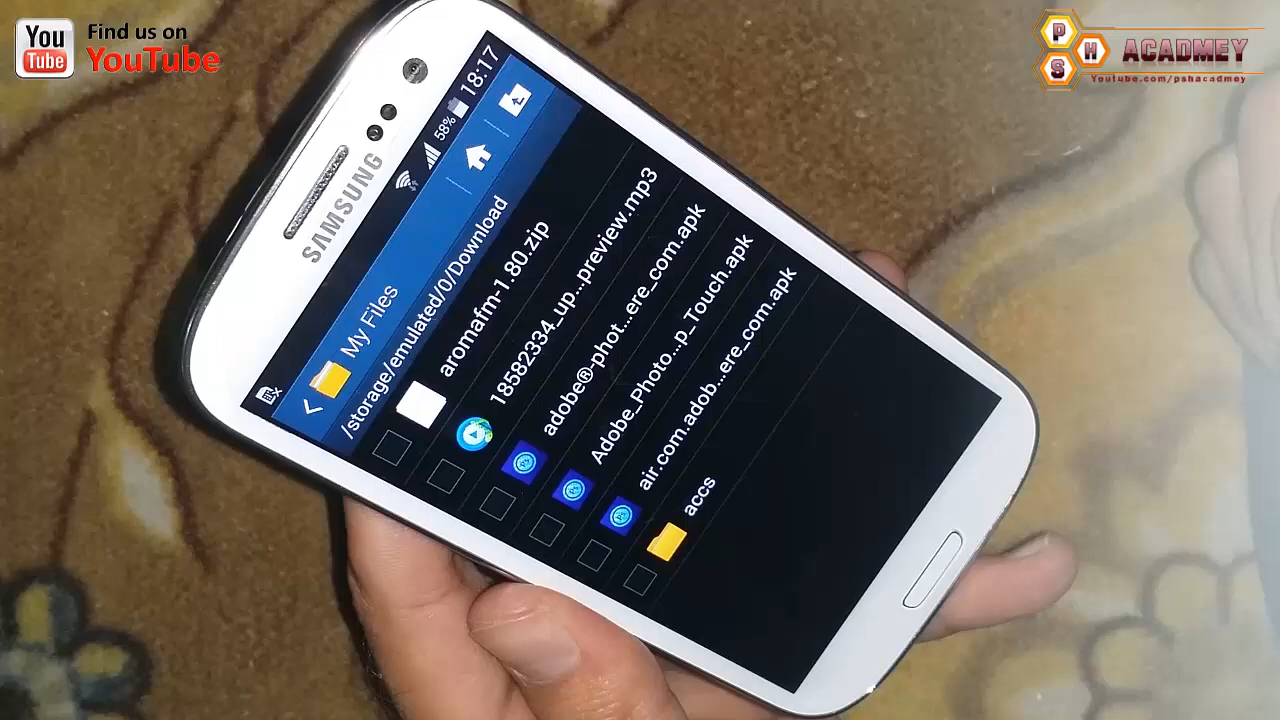 You
Tube
Find us on
YouTube
P
H
S
ACADMEY
Youtube.com/pshacadmey
SAMSUNG
58%
18:17
My Files
/storage/emulated/0/Download
aromafm-1.80.zip
18582334_up...preview.mp3
adobe®-phot...ere_com.apk
Adobe_Photo...p_Touch.apk
air.com.adob...ere_com.apk
accs